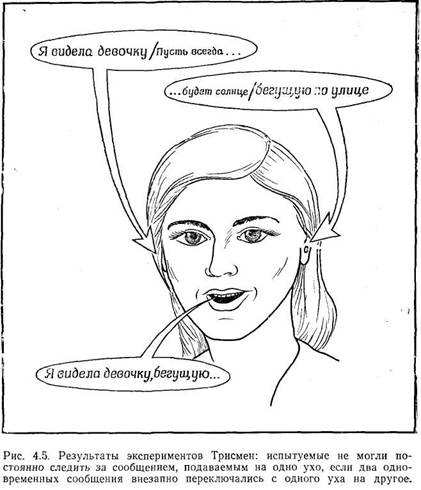 Я видела девочку/Пусть всегда...
...будет солнце/бегущую по улице
Я видела девочку, бегущую...
Рис. 4.5. Результаты экспериментов Трисмен: испытуемые не могли по-
стоянно следить за сообщением, подаваемым на одно ухо, если два одно-
временных сообщения внезапно переключались с одного уха на другое.